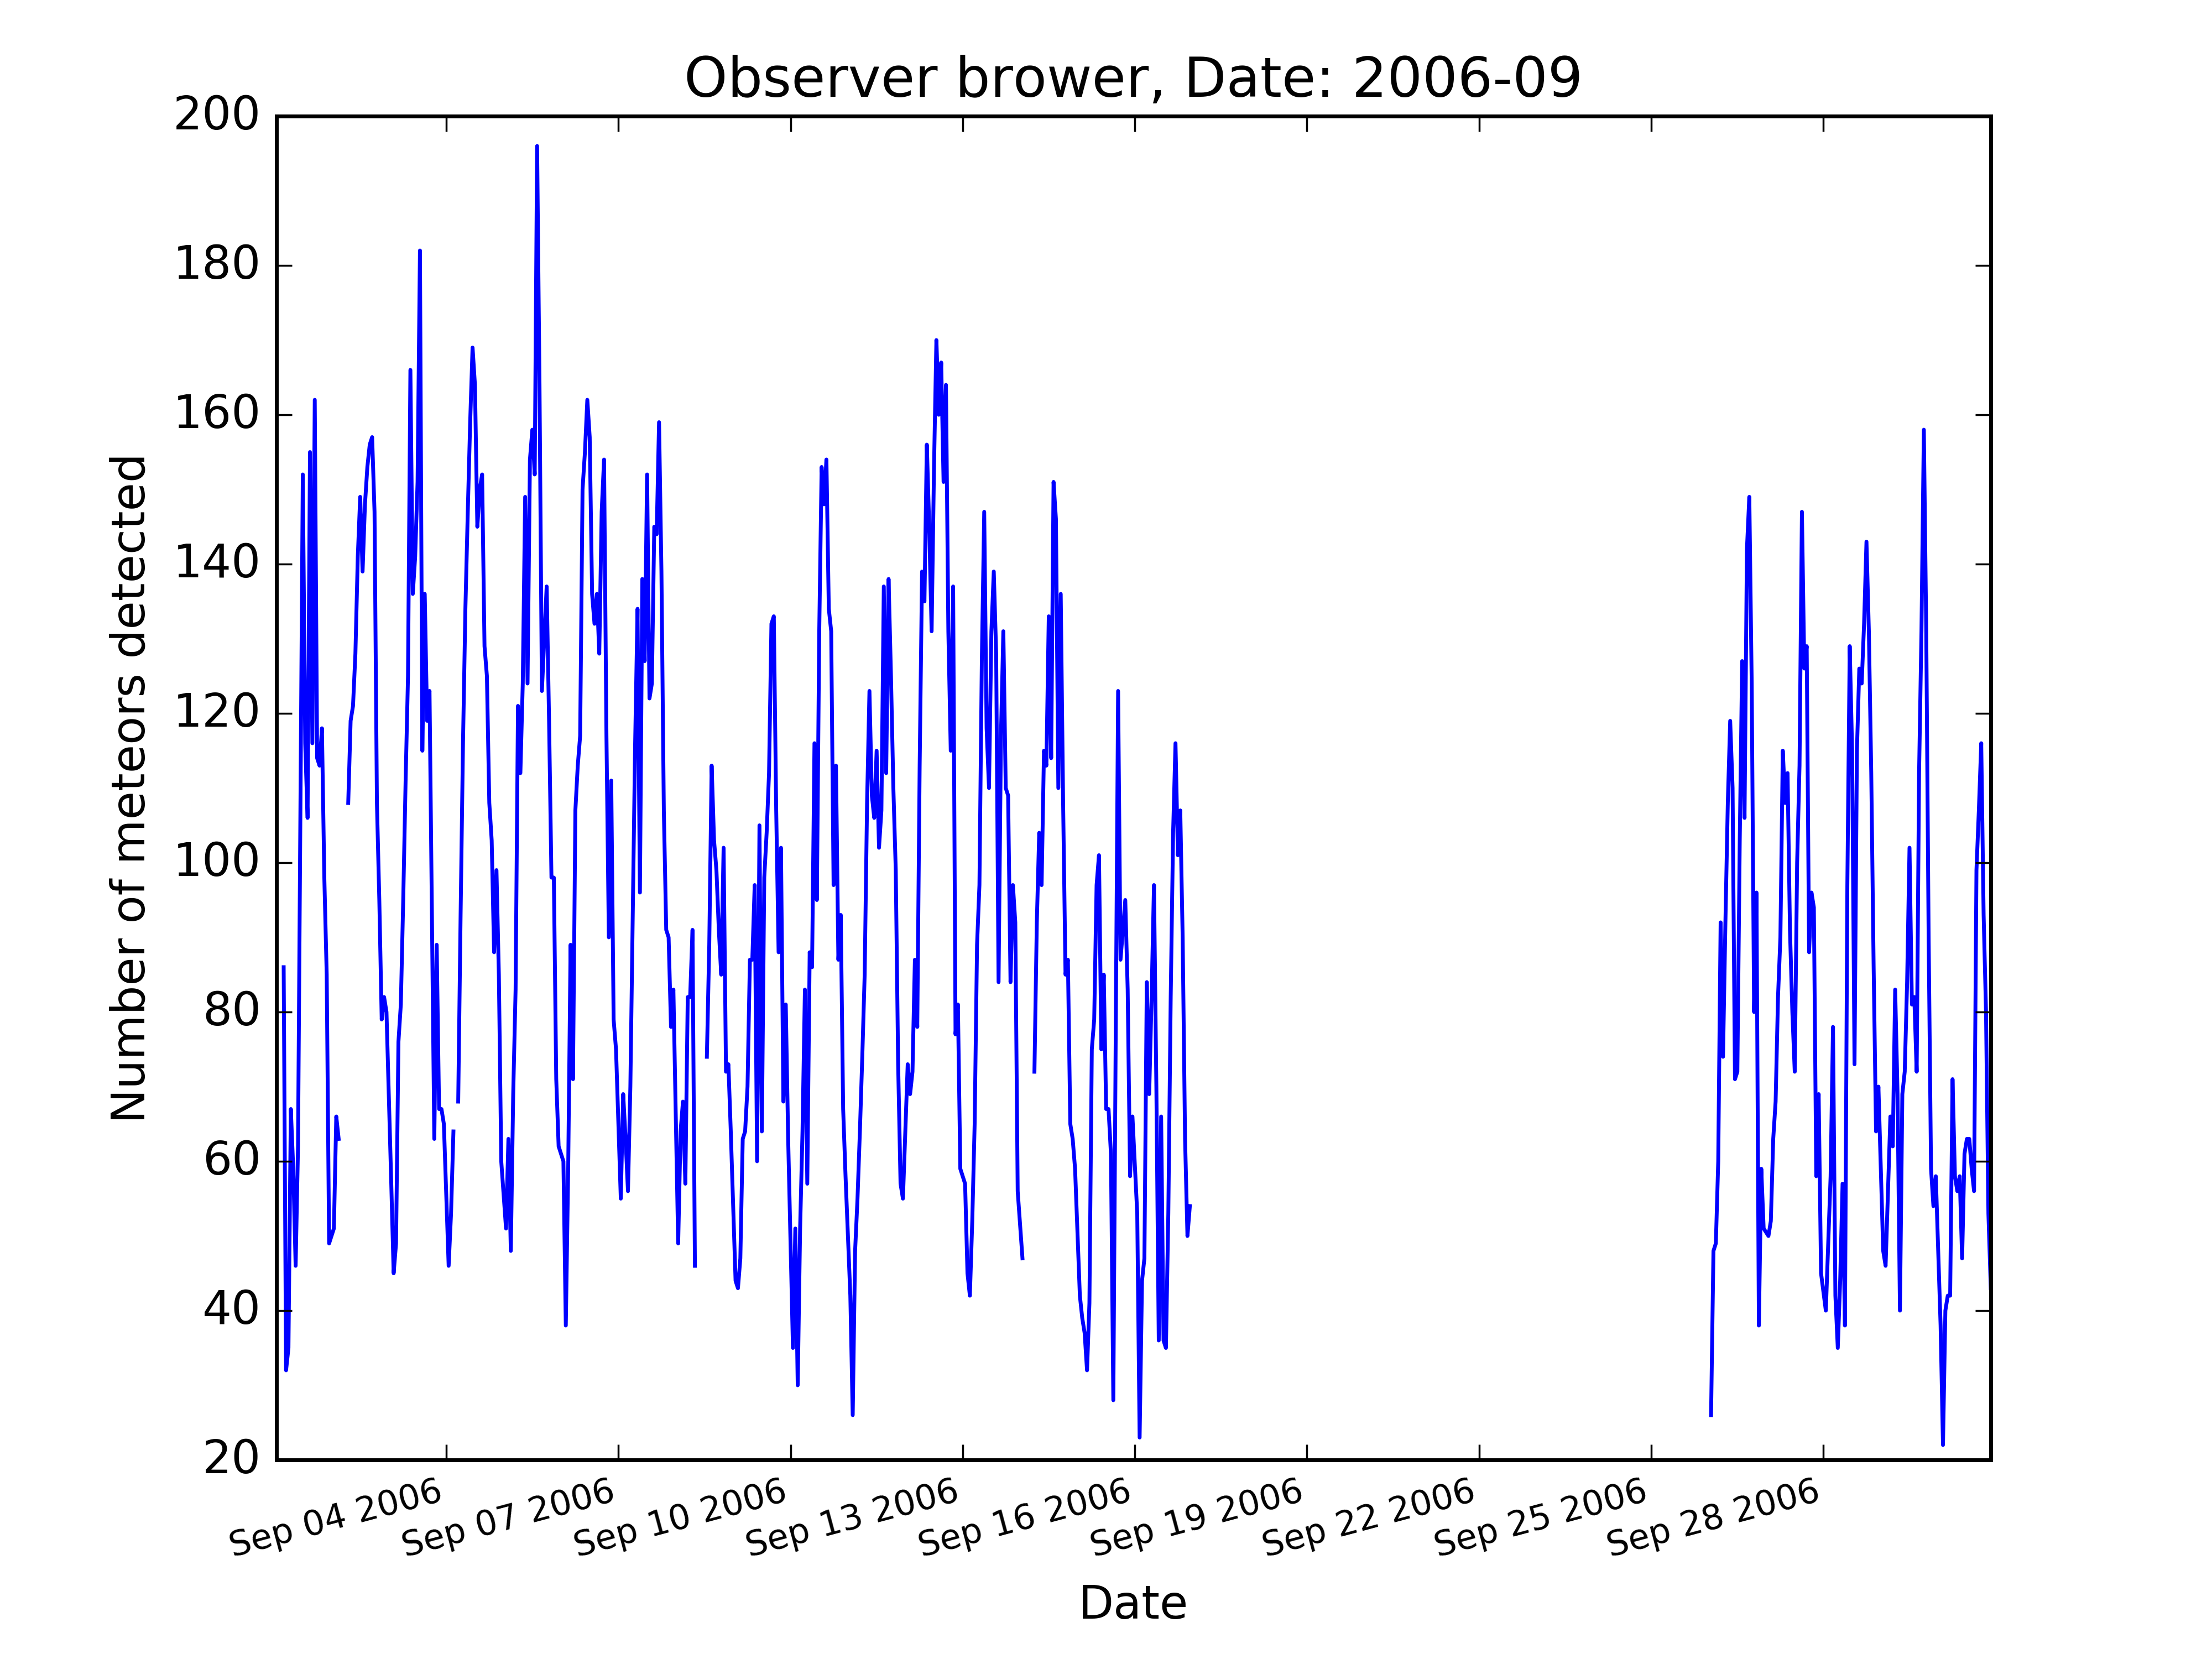 Observer brower, Date: 2006-09
200
180
160
140
120
100
80
60
40
20
Number of meteors detected
Sep 04 2006
Sep 07 2006
Sep 10 2006
Sep 13 2006
Sep 16 2006
Sep 19 2006
Sep 22 2006
Sep 25 2006
Sep 28 2006
Date